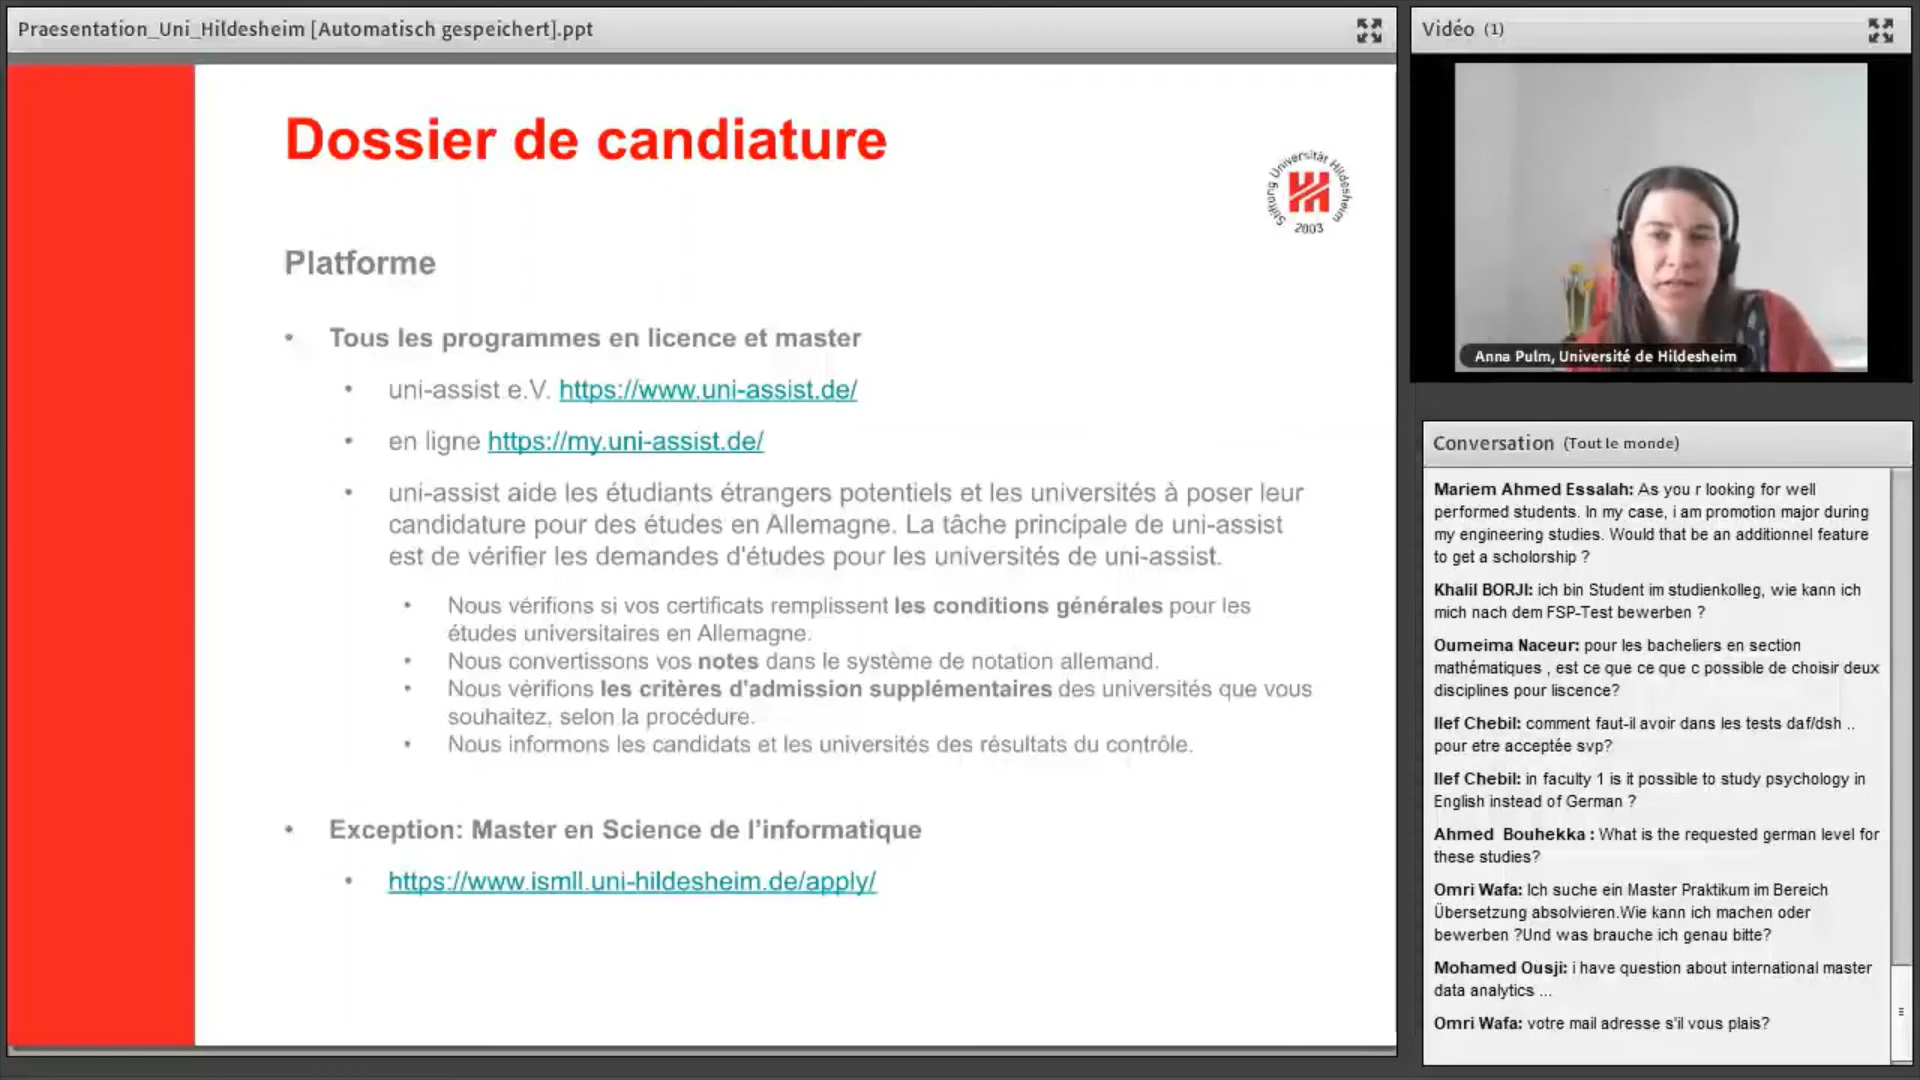 Praesentation_Uni_Hildesheim [Automatisch gespeichert].ppt
Dossier de candiature
Stiftung Universität Hildesheim
2003
Platforme
• Tous les programmes en licence et master
• uni-assist e.V. https://www.uni-assist.de/
• en ligne https://my.uni-assist.de/
• uni-assist aide les étudiants étrangers potentiels et les universités à poser leur
candidature pour des études en Allemagne. La tâche principale de uni-assist
est de vérifier les demandes d'études pour les universités de uni-assist.
• Nous vérifions si vos certificats remplissent les conditions générales pour les
études universitaires en Allemagne.
• Nous convertissons vos notes dans le système de notation allemand.
• Nous vérifions les critères d'admission supplémentaires des universités que vous
souhaitez, selon la procédure.
• Nous informons les candidats et les universités des résultats du contrôle.
• Exception: Master en Science de l’informatique
• https://www.ismll.uni-hildesheim.de/apply/
Vidéo (1)
Anna Pulm, Université de Hildesheim
Conversation (Tout le monde)
Mariem Ahmed Essalah: As you r looking for well
performed students. In my case, i am promotion major during
my engineering studies. Would that be an additionnel feature
to get a scholorship ?
Khalil BORJI: ich bin Student im studienkolleg, wie kann ich
mich nach dem FSP-Test bewerben ?
Oumeima Naceur: pour les bacheliers en section
mathématiques , est ce que ce que c possible de choisir deux
disciplines pour liscence?
Ilef Chebil: comment faut-il avoir dans les tests daf/dsh ..
pour etre acceptée svp?
Ilef Chebil: in faculty 1 is it possible to study psychology in
English instead of German ?
Ahmed Bouhekka : What is the requested german level for
these studies?
Omri Wafa: Ich suche ein Master Praktikum im Bereich
Übersetzung absolvieren.Wie kann ich machen oder
bewerben ?Und was brauche ich genau bitte?
Mohamed Ousji: i have question about international master
data analytics ...
Omri Wafa: votre mail adresse s'il vous plais?